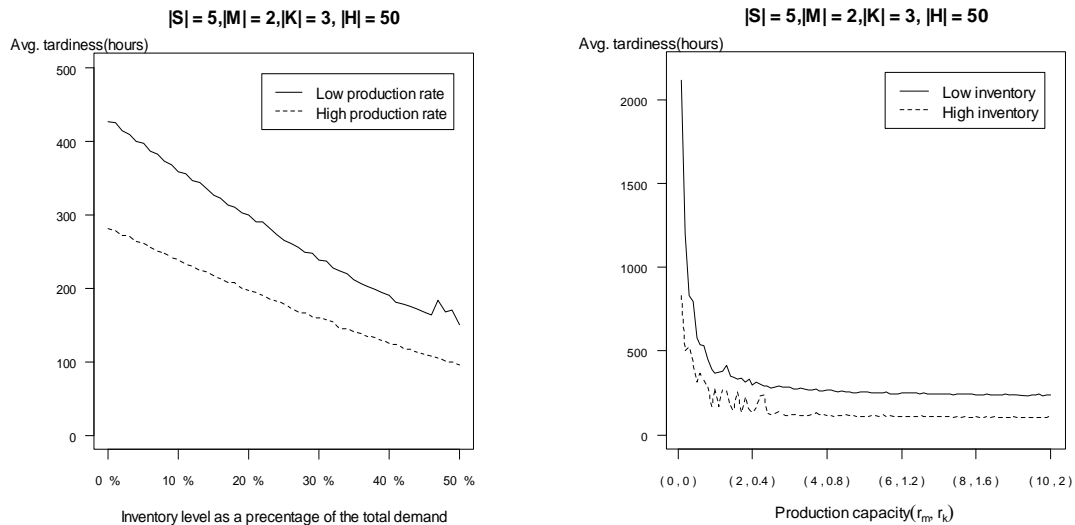 |S| = 5,|M| = 2,|K| = 3, |H| = 50
Avg. tardiness(hours)
500
400
300
200
100
0
Low production rate
High production rate
0 %
10 %
20 %
30 %
40 %
50 %
Inventory level as a precentage of the total demand
|S| = 5,|M| = 2,|K| = 3, |H| = 50
Avg. tardiness(hours)
2000
1500
1000
500
0
Low inventory
High inventory
( 0 , 0 )
( 2 , 0.4 )
( 4 , 0.8 )
( 6 , 1.2 )
( 8 , 1.6 )
( 10 , 2 )
Production capacity(rm, rk)